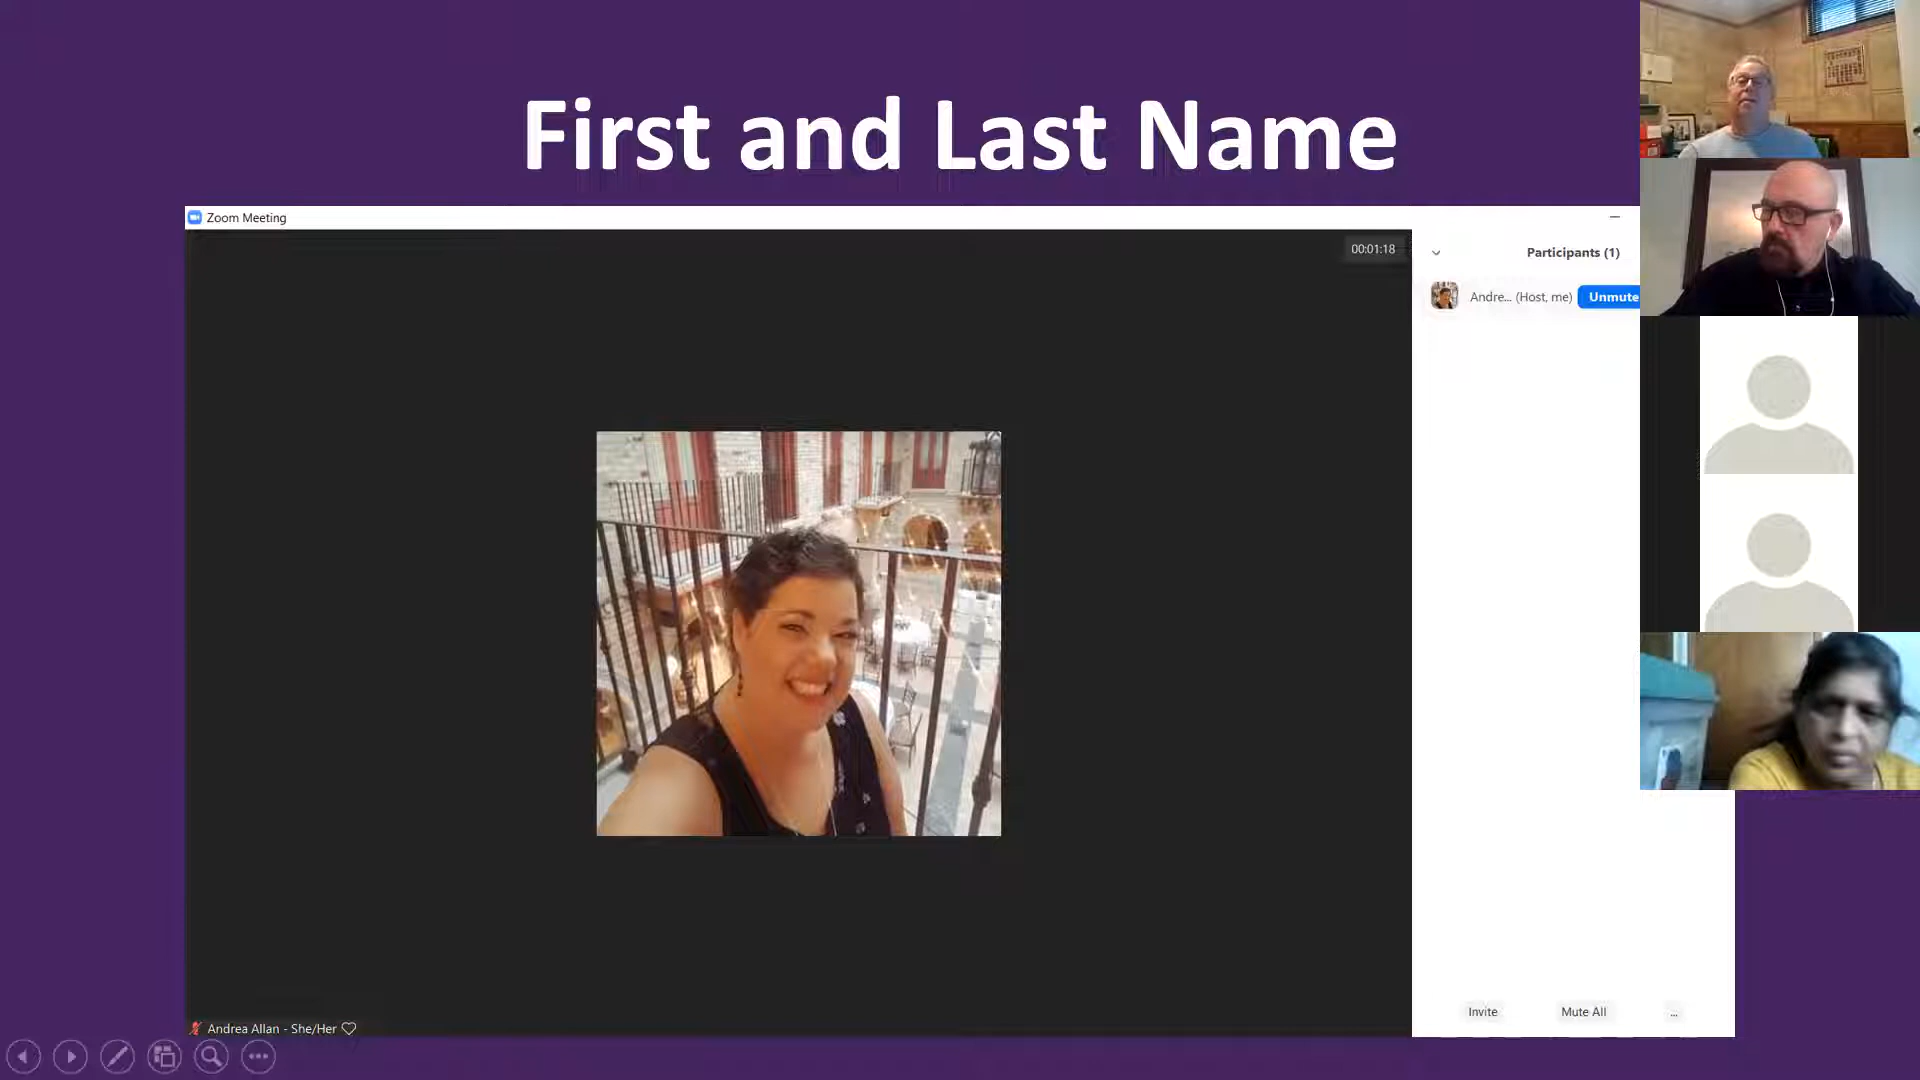 First and Last Name
Zoom Meeting
00:01:18
Participants (1)
Andre... (Host, me)
Unmute
Invite
Mute All
...
Andrea Allan - She/Her ♡